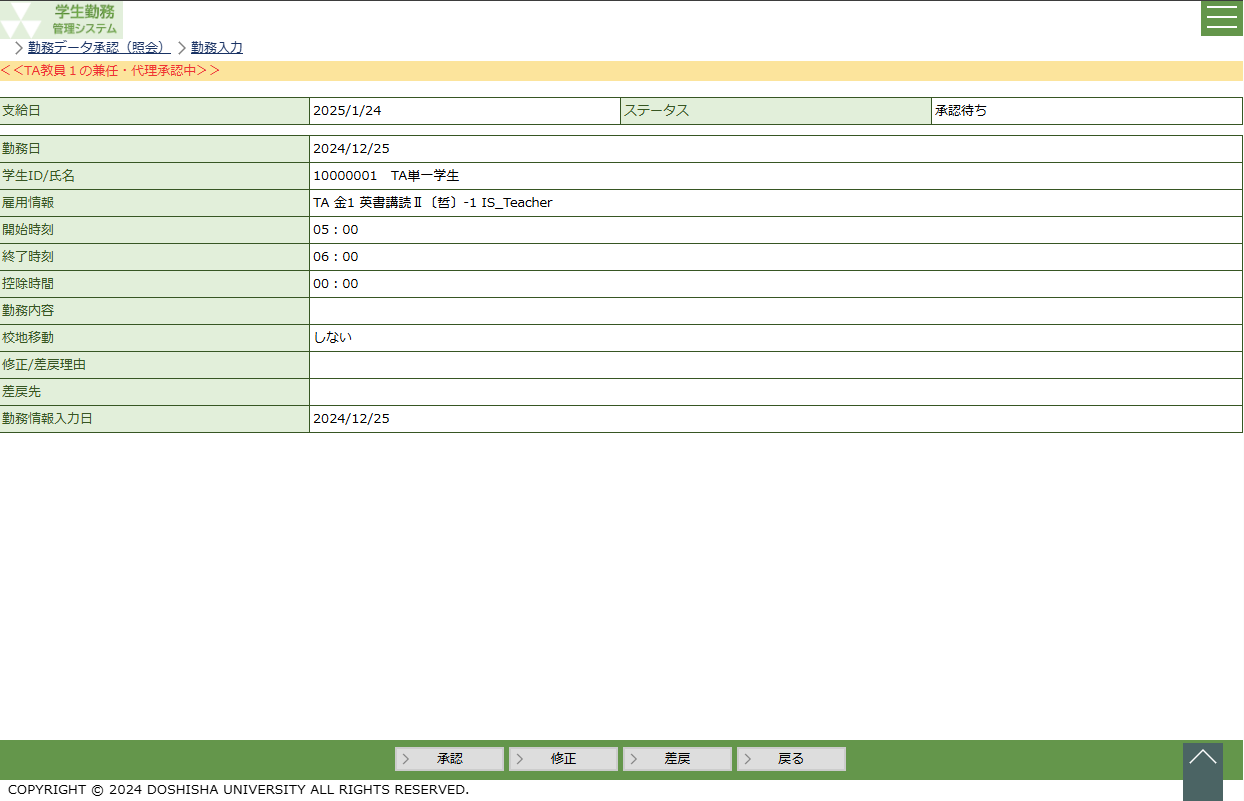 学生勤務
管理システム
勤務データ承認（照会） 勤務入力
<<TA教員１の兼任・代理承認中>>
支給日 2025/1/24 ステータス 承認待ち
勤務日 2024/12/25
学生ID/氏名 10000001 TA単一学生
雇用情報 TA 金1 英書講読Ⅱ〔哲〕-1 IS_Teacher
開始時刻 05：00
終了時刻 06：00
控除時間 00：00
勤務内容
校地移動 しない
修正/差戻理由
差戻先
勤務情報入力日 2024/12/25
承認 修正 差戻 戻る
COPYRIGHT © 2024 DOSHISHA UNIVERSITY ALL RIGHTS RESERVED.